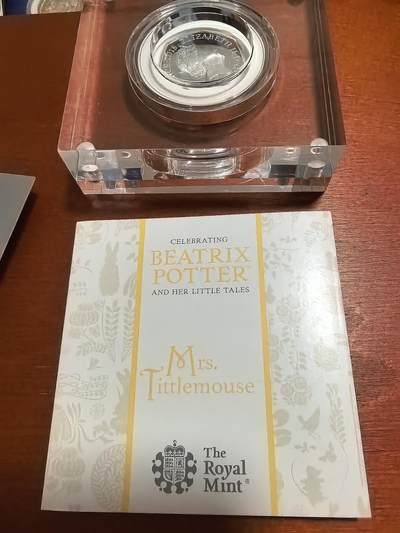 ELIZABETH II
CELEBRATING
BEATRIX
POTTER
AND HER LITTLE TALES
Mrs.
Tittlemouse
The
Royal
Mint®